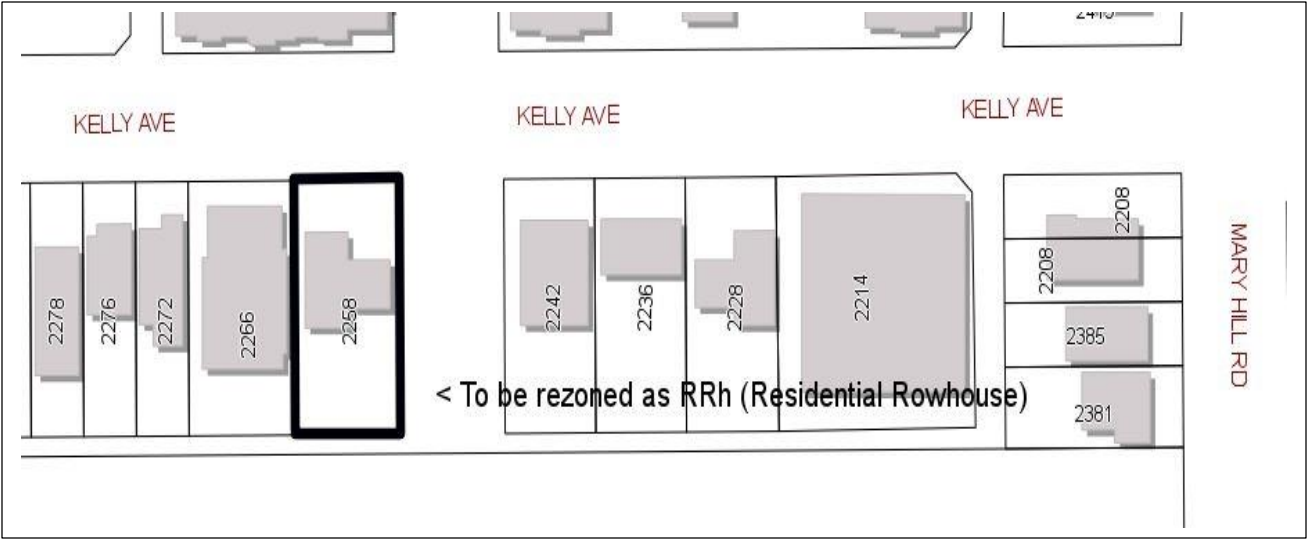 KELLY AVE
KELLY AVE
KELLY AVE
2278
2276
2272
2266
2258
2242
2236
2228
2214
2208
2208
2385
2381
MARY HILL RD
< To be rezoned as RRh (Residential Rowhouse)